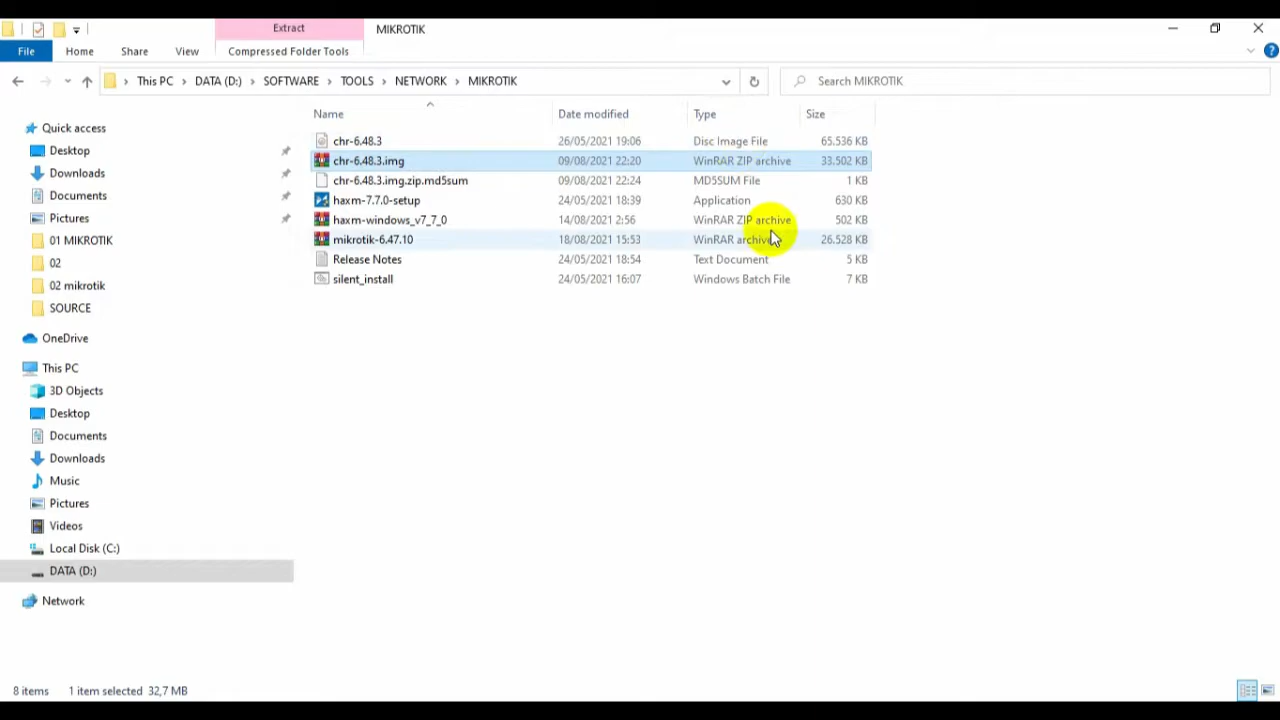 Extract
MIKROTIK
File
Home
Share
View
Compressed Folder Tools
This PC
DATA (D:)
SOFTWARE
TOOLS
NETWORK
MIKROTIK
Search MIKROTIK
Name
Date modified
Type
Size
chr-6.48.3 26/05/2021 19:06 Disc Image File 65.536 KB
chr-6.48.3.img 09/08/2021 22:20 WinRAR ZIP archive 33.502 KB
chr-6.48.3.img.zip.md5sum 09/08/2021 22:24 MD5SUM File 1 KB
haxm-7.7.0-setup 24/05/2021 18:39 Application 630 KB
haxm-windows_v7_7_0 14/08/2021 2:56 WinRAR ZIP archive 502 KB
mikrotik-6.47.10 18/08/2021 15:53 WinRAR archive 26.528 KB
Release Notes 24/05/2021 18:54 Text Document 5 KB
silent_install 24/05/2021 16:07 Windows Batch File 7 KB
Quick access
Desktop
Downloads
Documents
Pictures
01 MIKROTIK
02
02 mikrotik
SOURCE
OneDrive
This PC
3D Objects
Desktop
Documents
Downloads
Music
Pictures
Videos
Local Disk (C:)
DATA (D:)
Network
8 items
1 item selected 32,7 MB